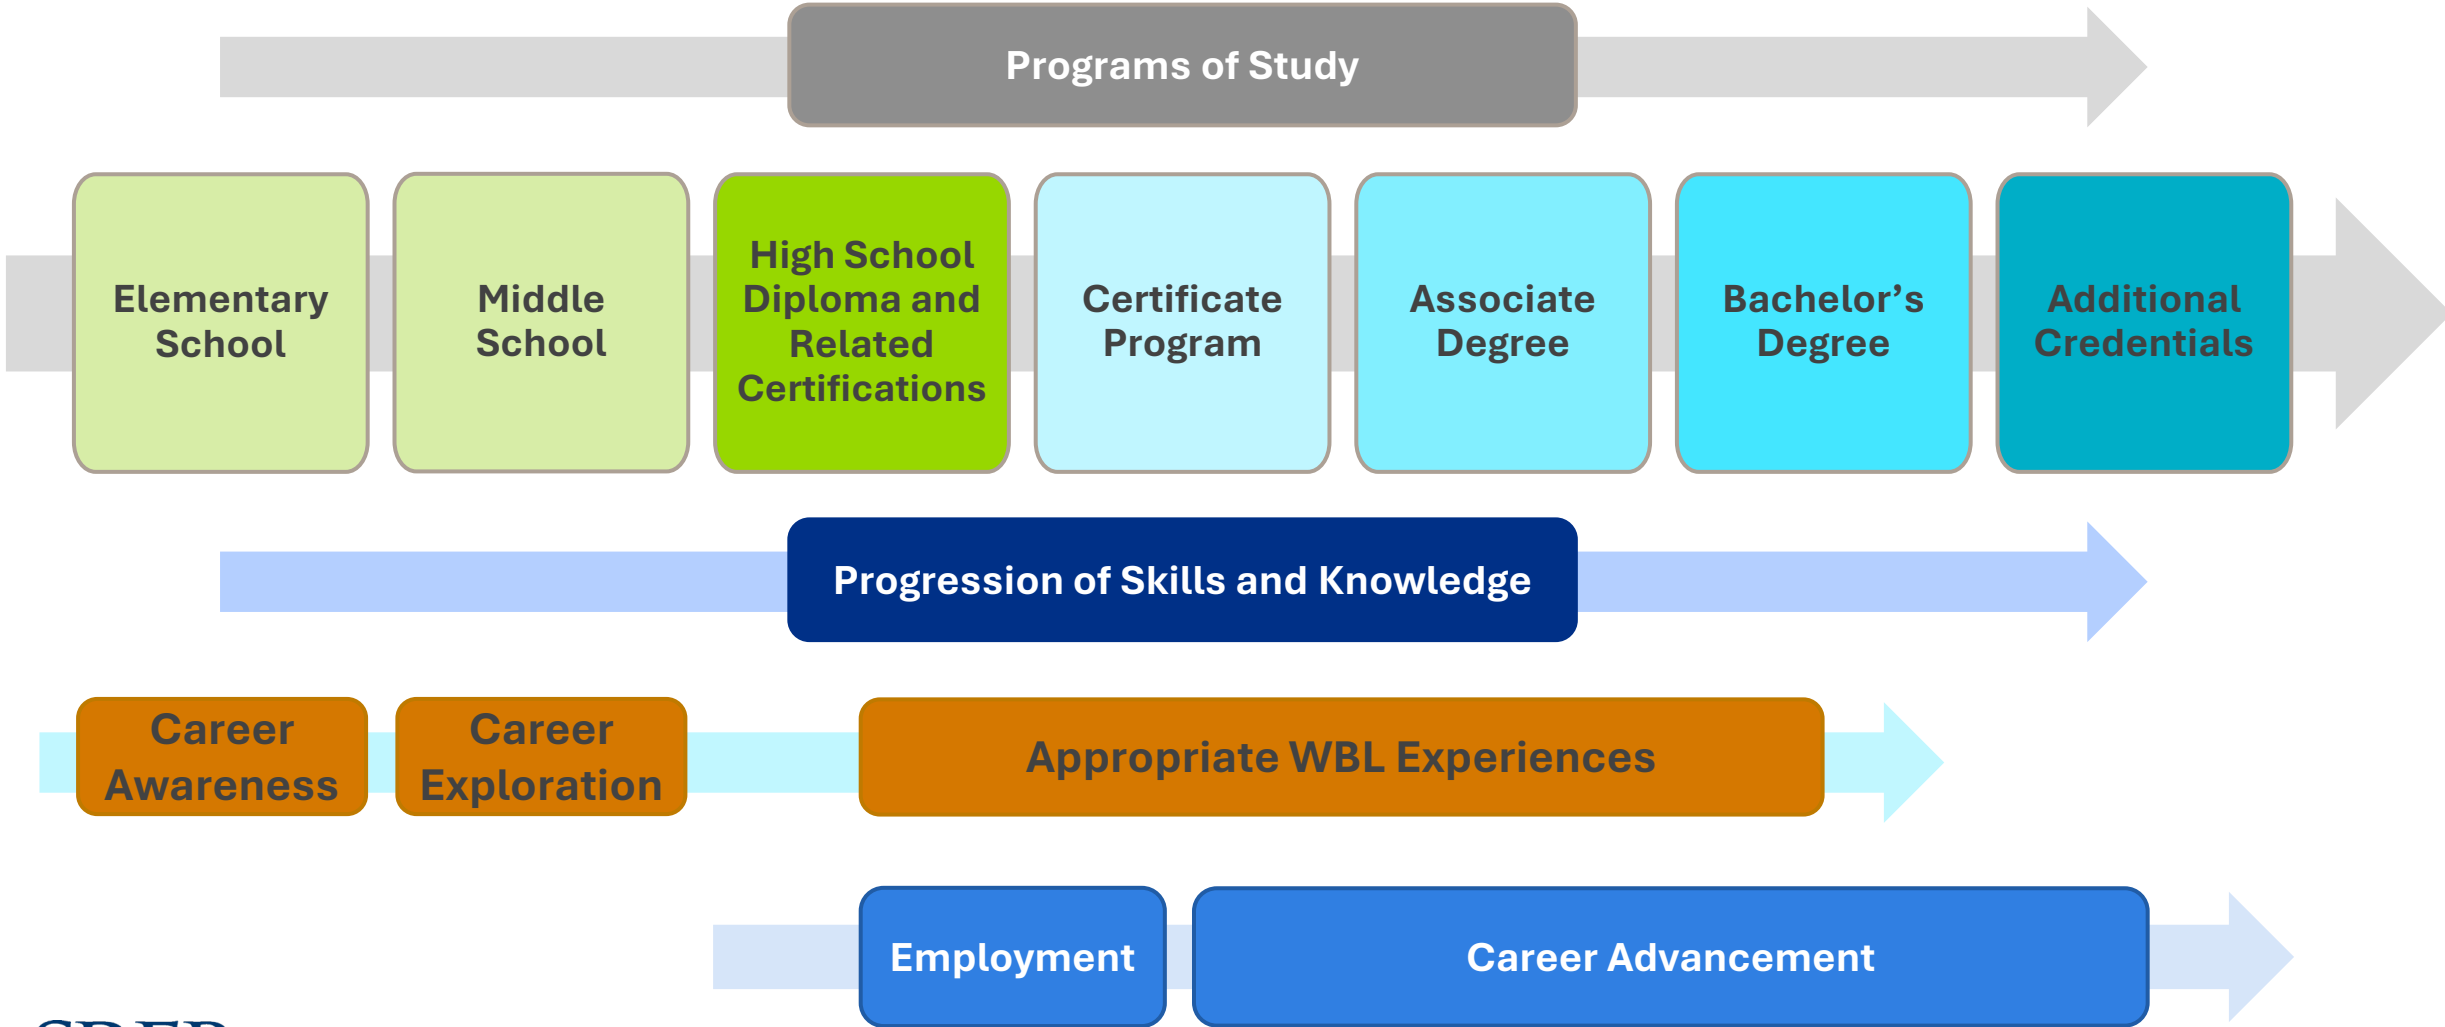 Programs of Study
Elementary
School
Middle
School
High School
Diploma and
Related
Certifications
Certificate
Program
Associate
Degree
Bachelor’s
Degree
Additional
Credentials
Progression of Skills and Knowledge
Career
Awareness
Career
Exploration
Appropriate WBL Experiences
Employment
Career Advancement